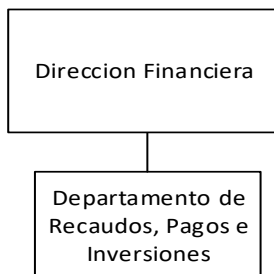 Direccion Financiera
Departamento de
Recaudos, Pagos e
Inversiones